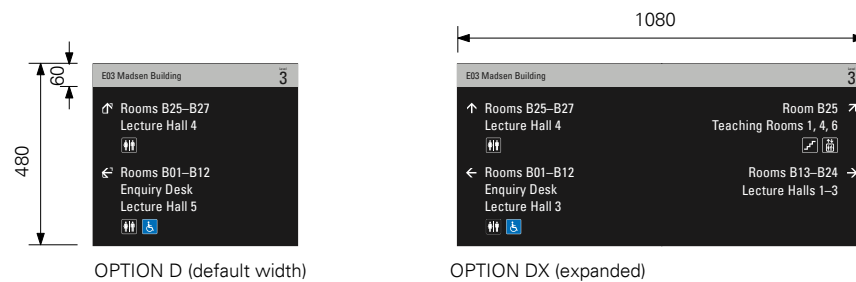 1080
60
480
E03 Madsen Building
3
Rooms B25–B27
Lecture Hall 4
Rooms B01–B12
Enquiry Desk
Lecture Hall 5
OPTION D (default width)
E03 Madsen Building
3
Rooms B25–B27
Lecture Hall 4
Rooms B01–B12
Enquiry Desk
Lecture Hall 3
Room B25
Teaching Rooms 1, 4, 6
Rooms B13–B24
Lecture Halls 1–3
OPTION DX (expanded)